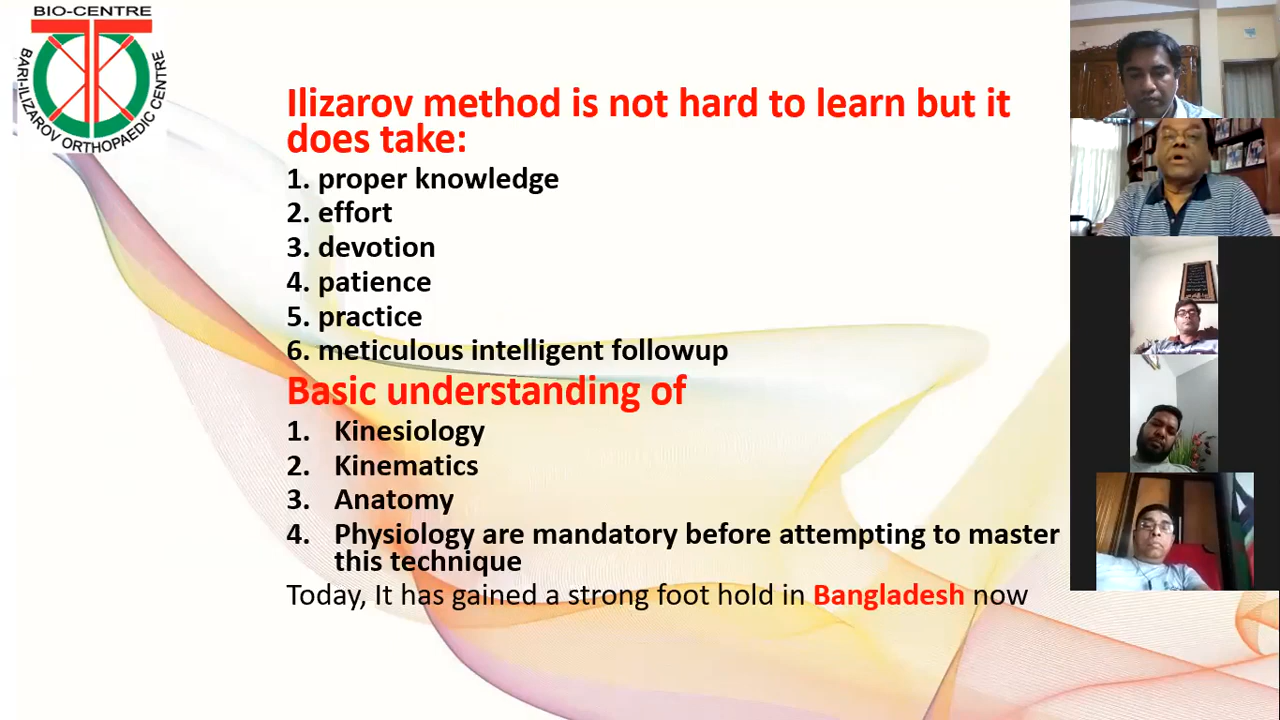 BIO-CENTRE
BARI-ILIZAROV ORTHOPAEDIC CENTRE
Ilizarov method is not hard to learn but it
does take:
1. proper knowledge
2. effort
3. devotion
4. patience
5. practice
6. meticulous intelligent followup
Basic understanding of
1. Kinesiology
2. Kinematics
3. Anatomy
4. Physiology are mandatory before attempting to master
this technique
Today, It has gained a strong foot hold in Bangladesh now